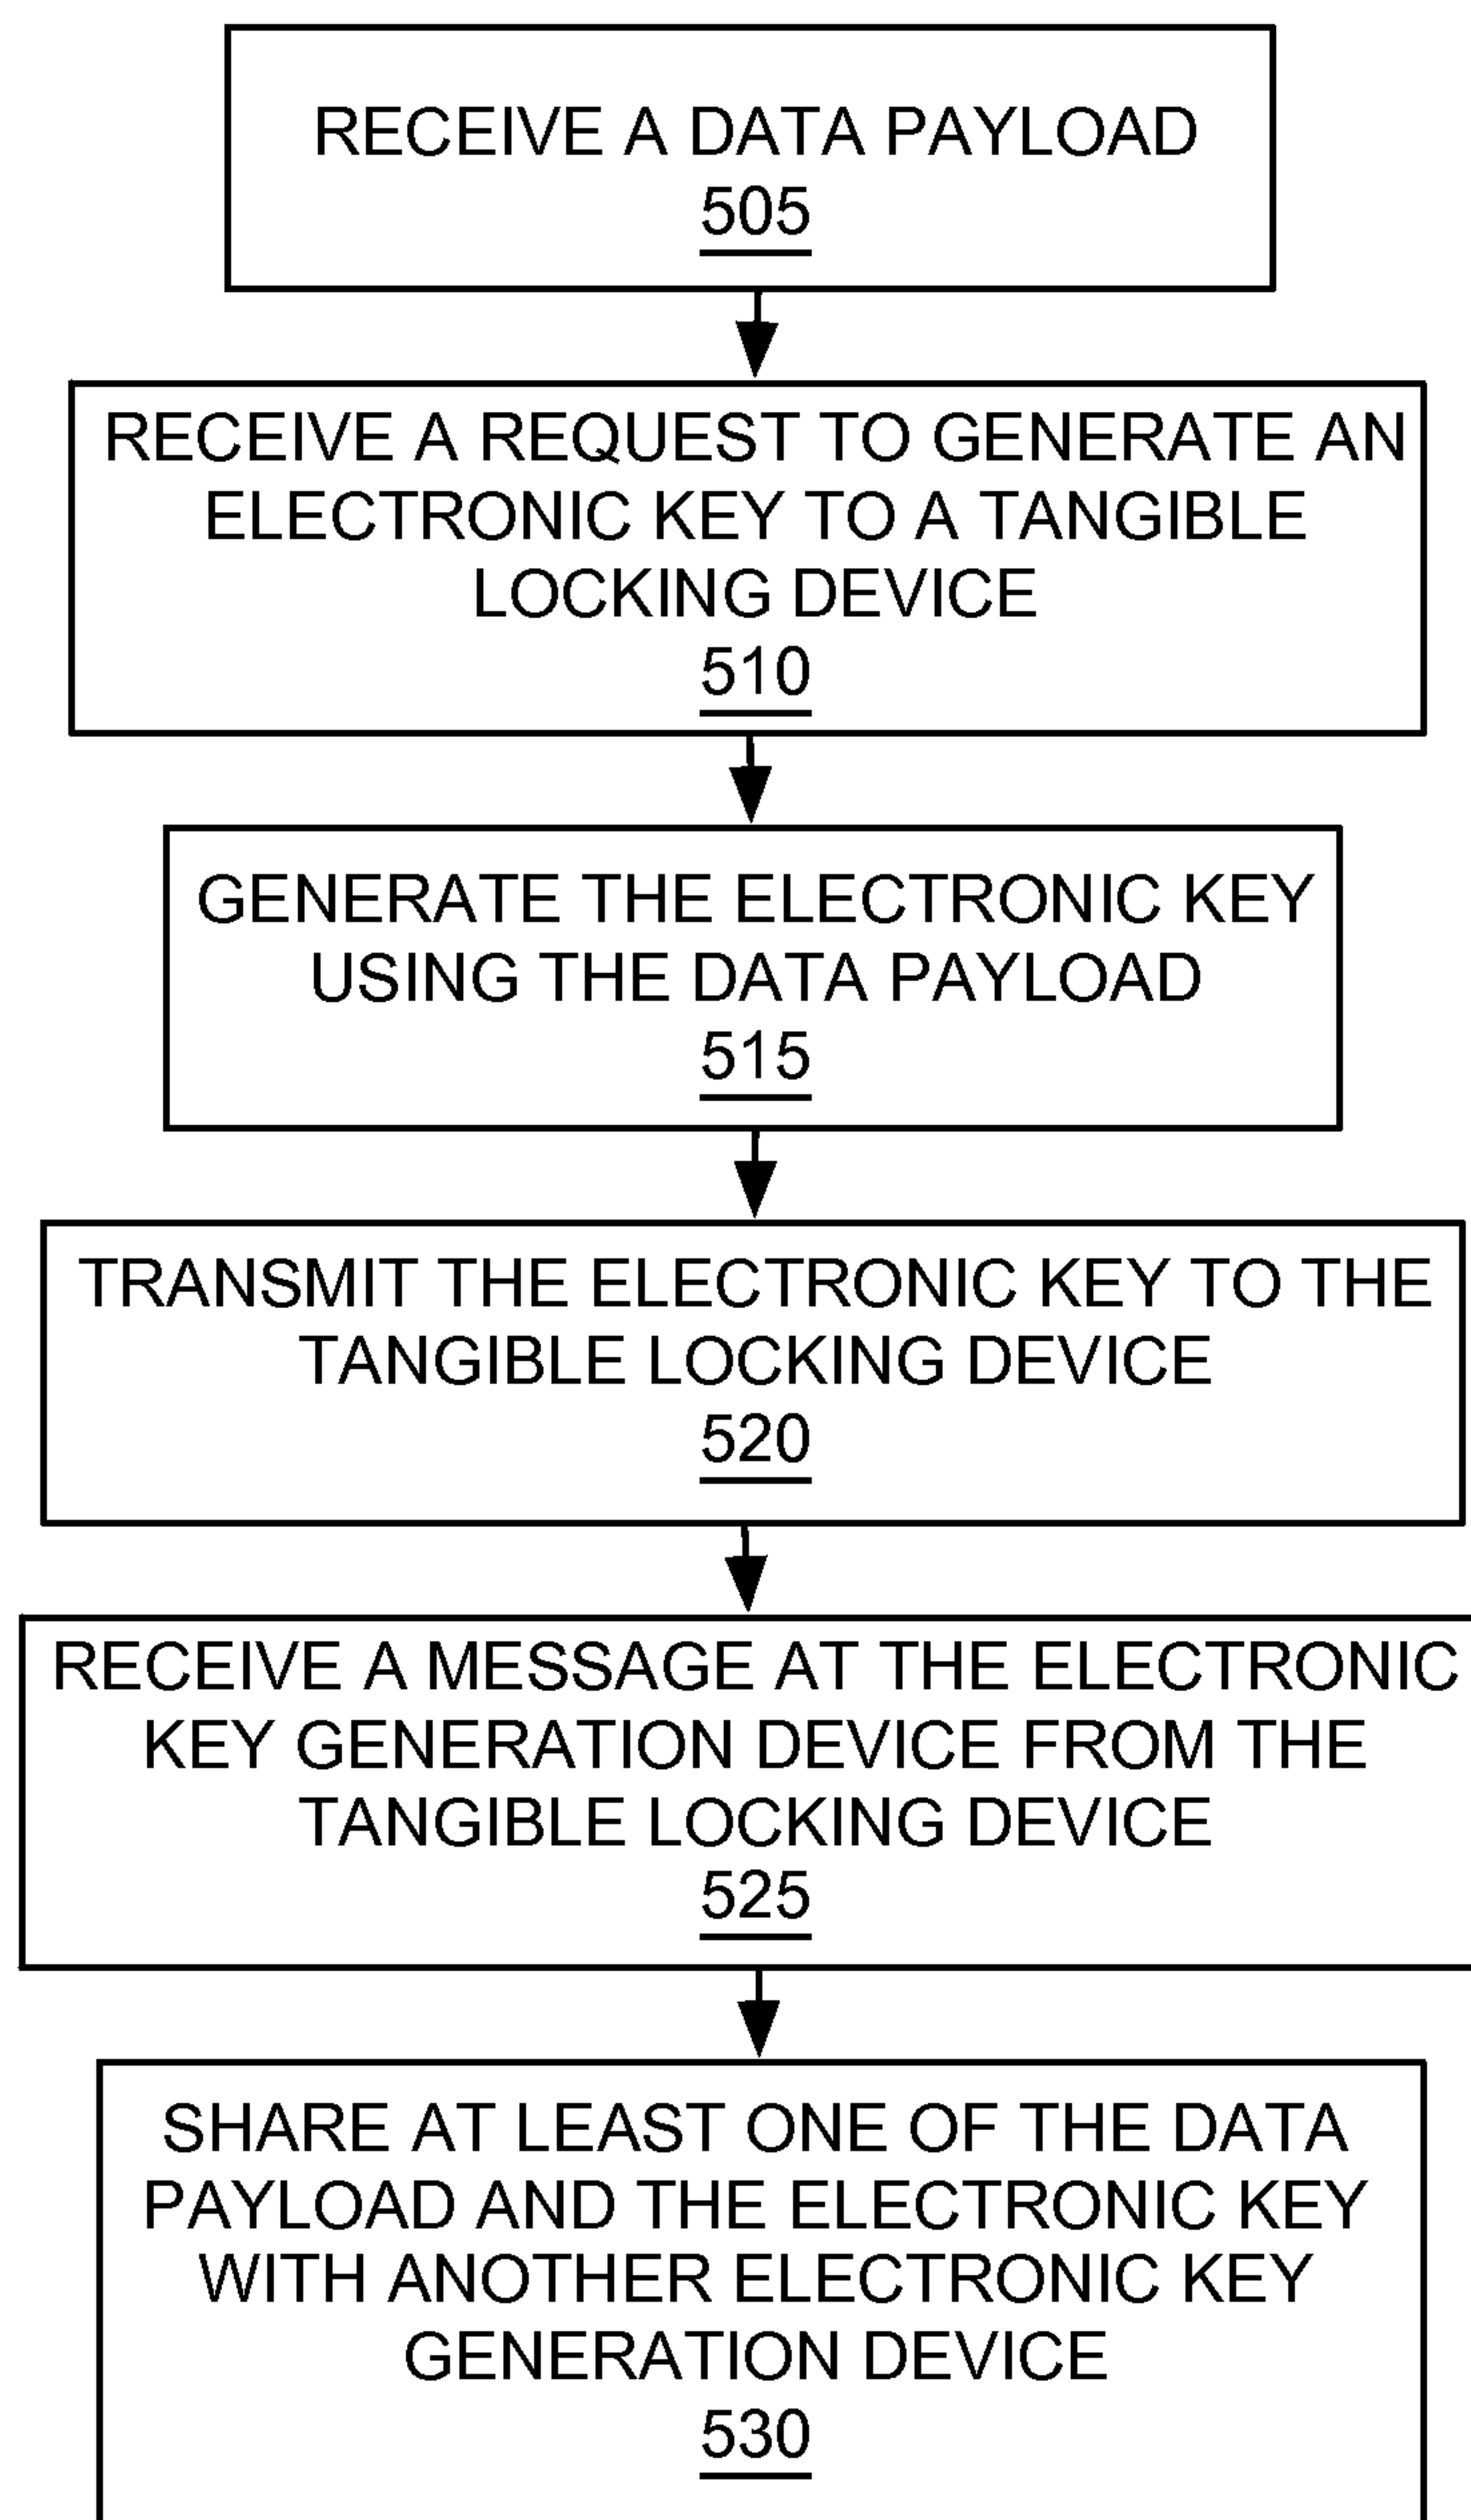 RECEIVE A DATA PAYLOAD
505
RECEIVE A REQUEST TO GENERATE AN
ELECTRONIC KEY TO A TANGIBLE
LOCKING DEVICE
510
GENERATE THE ELECTRONIC KEY
USING THE DATA PAYLOAD
515
TRANSMIT THE ELECTRONIC KEY TO THE
TANGIBLE LOCKING DEVICE
520
RECEIVE A MESSAGE AT THE ELECTRONIC
KEY GENERATION DEVICE FROM THE
TANGIBLE LOCKING DEVICE
525
SHARE AT LEAST ONE OF THE DATA
PAYLOAD AND THE ELECTRONIC KEY
WITH ANOTHER ELECTRONIC KEY
GENERATION DEVICE
530